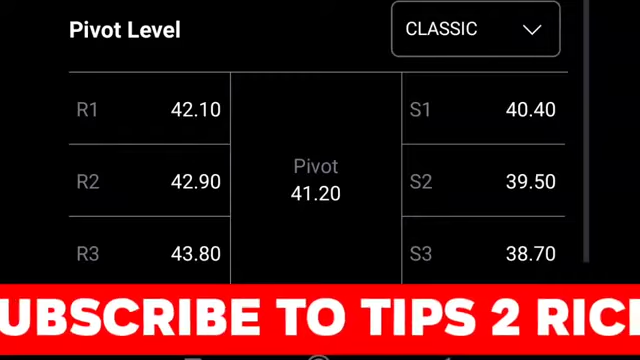 Pivot Level CLASSIC
R1 42.10 S1 40.40
Pivot
R2 42.90 41.20 S2 39.50
R3 43.80 S3 38.70
UBSCRIBE TO TIPS 2 RICH